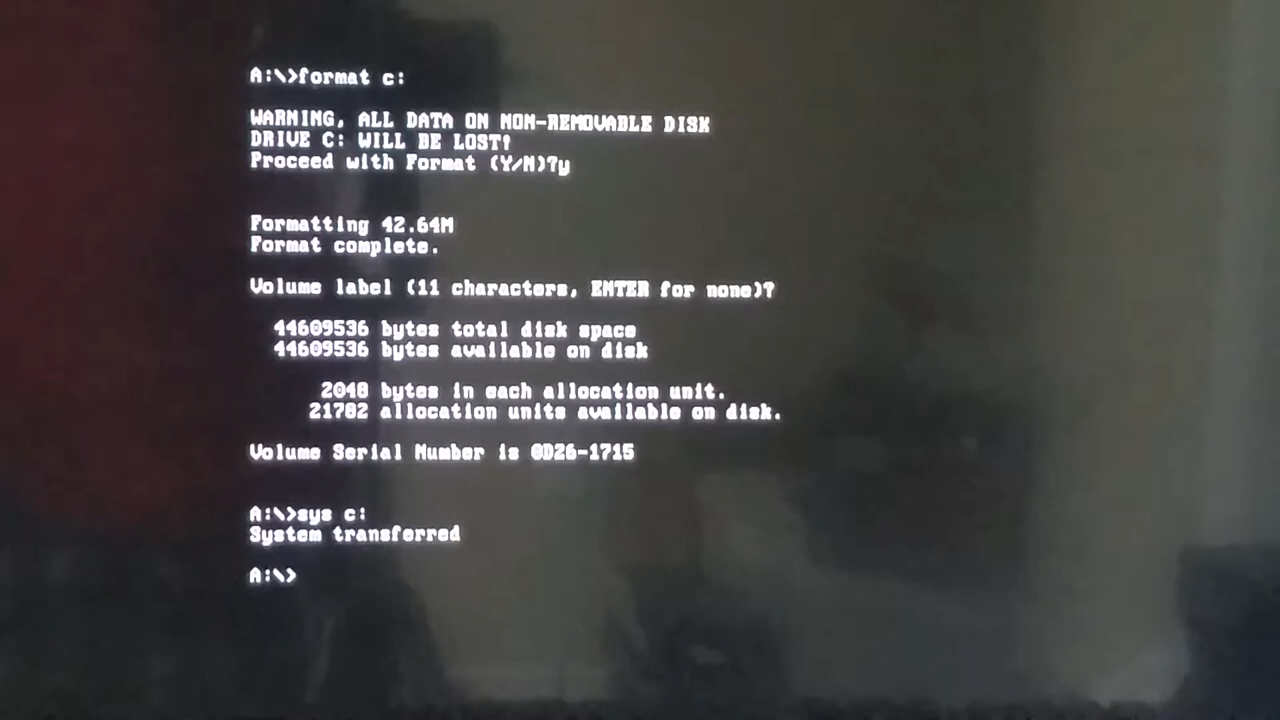 A:\>format c:
WARNING, ALL DATA ON NON-REMOVABLE DISK
DRIVE C: WILL BE LOST!
Proceed with Format (Y/N)?y
Formatting 42.64M
Format complete.
Volume label (11 characters, ENTER for none)?
44609536 bytes total disk space
44609536 bytes available on disk
2048 bytes in each allocation unit.
21782 allocation units available on disk.
Volume Serial Number is 0D26-1715
A:\>sys c:
System transferred
A:\>